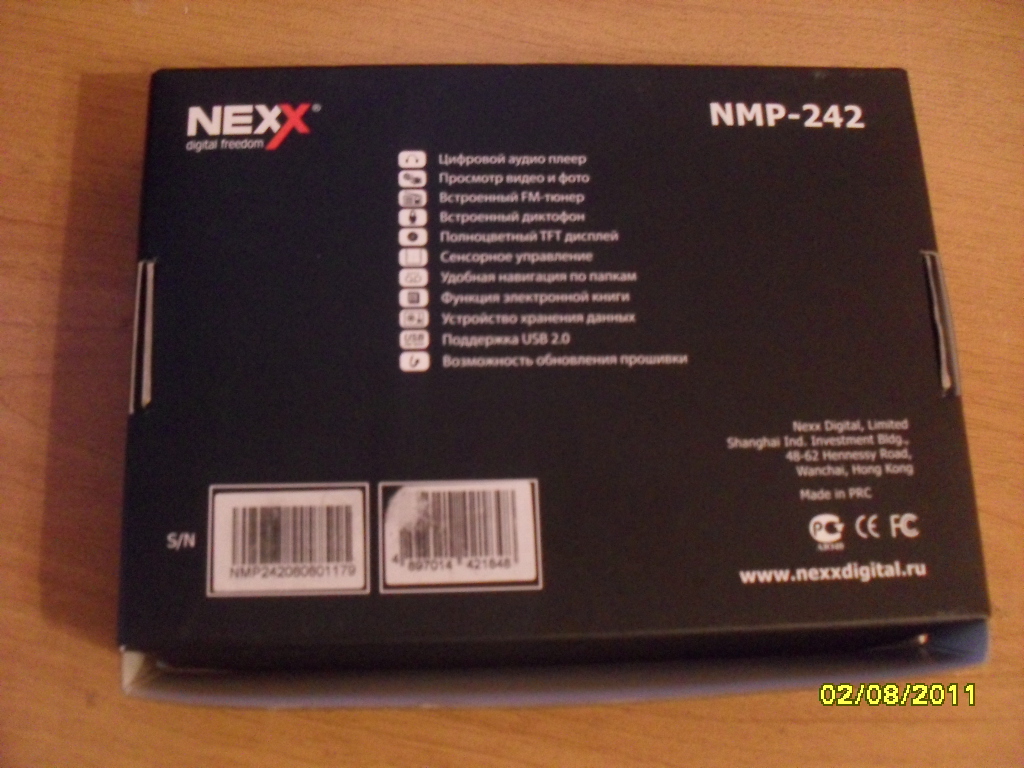 NEXX®
digital freedom
NMP-242
Цифровой аудио плеер
Просмотр видео и фото
Встроенный FM-тюнер
Встроенный диктофон
Полноцветный TFT дисплей
Сенсорное управление
Удобная навигация по папкам
Функция электронной книги
Устройство хранения данных
USB
Поддержка USB 2.0
Возможность обновления прошивки
Nexx Digital, Limited
Shanghai Ind. Investment Bldg.,
48-62 Hennessy Road,
Wanchai, Hong Kong
Made in PRC
CE FC
www.nexxdigital.ru
S/N
NMP242080801179
4 897014 421848
02/08/2011